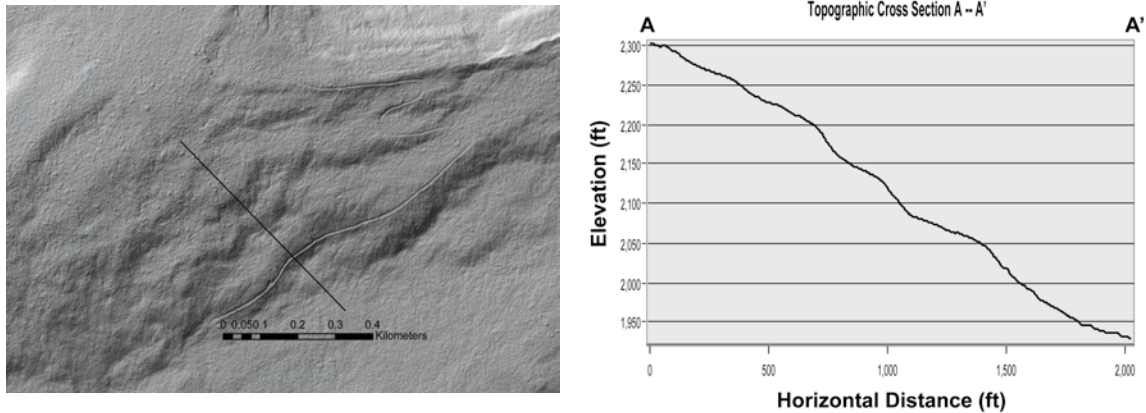 0 0.050.1 0.2 0.3 0.4
Kilometers
Topographic Cross Section A -- A'
A A'
Elevation (ft)
2,300
2,250
2,200
2,150
2,100
2,050
2,000
1,950
0 500 1,000 1,500 2,000
Horizontal Distance (ft)